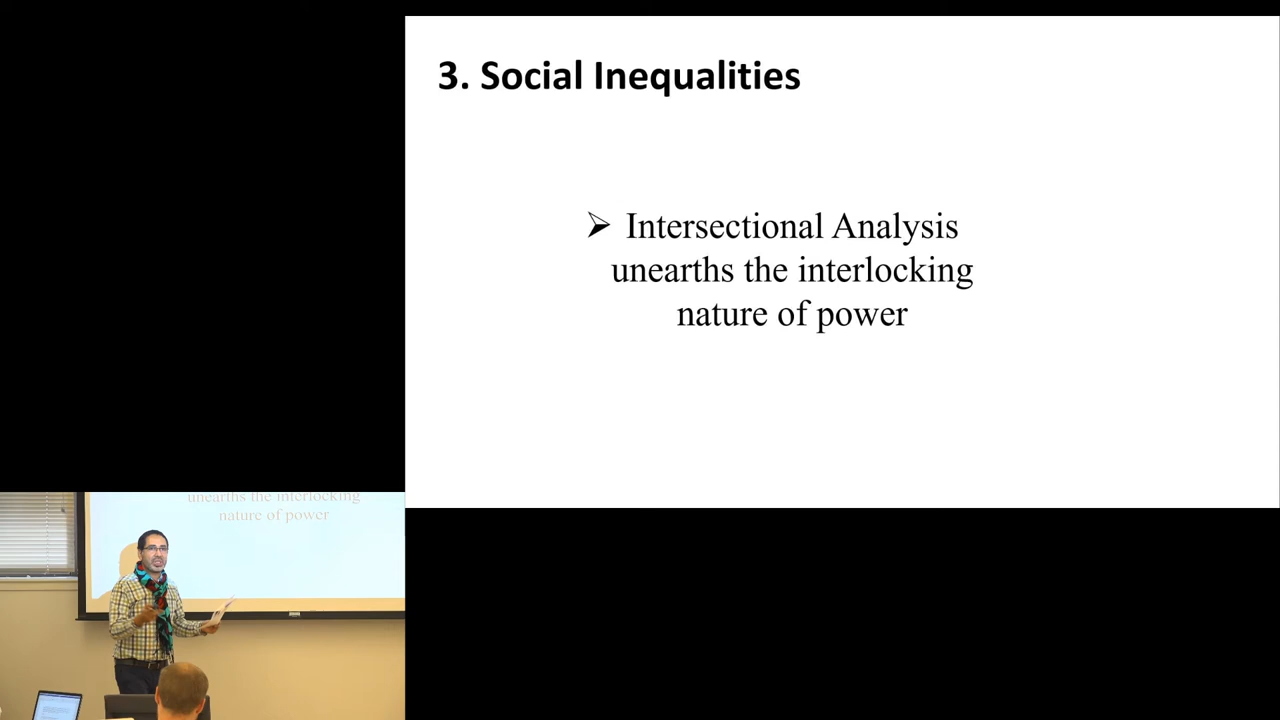 3. Social Inequalities
➢ Intersectional Analysis
unearths the interlocking
nature of power
unearths the interlocking
nature of power